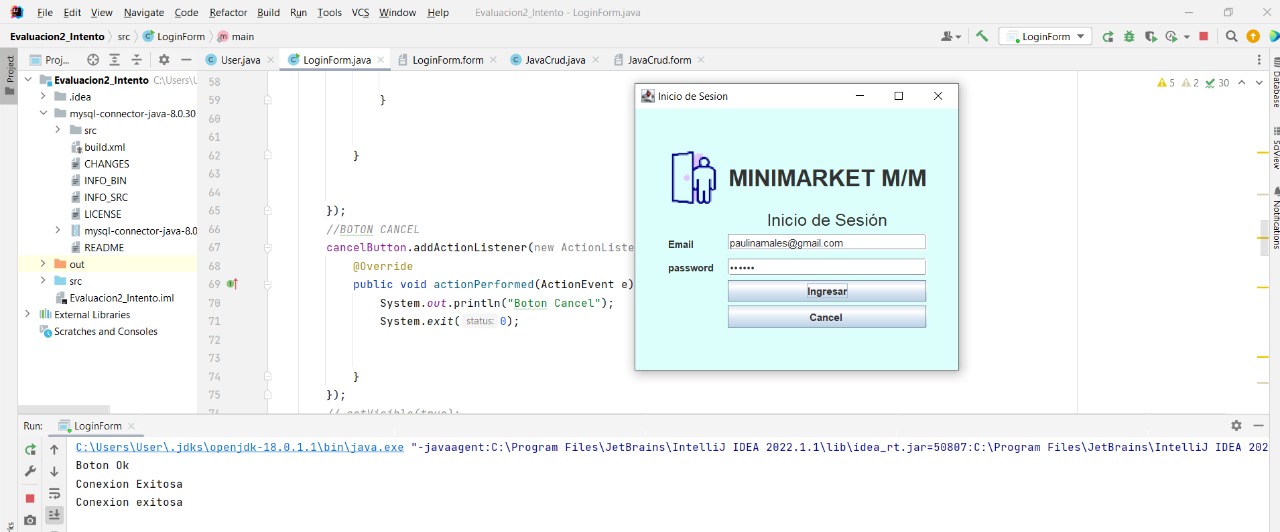 File Edit View Navigate Code Refactor Build Run Tools VCS Window Help Evaluacion2_Intento - LoginForm.java
Evaluacion2_Intento src LoginForm main LoginForm
Proj... User.java LoginForm.java LoginForm.form JavaCrud.java JavaCrud.form
Project
Evaluacion2_Intento C:\Users\U
.idea
mysql-connector-java-8.0.30
src
build.xml
CHANGES
INFO_BIN
INFO_SRC
LICENSE
mysql-connector-java-8.0
README
out
src
Evaluacion2_Intento.iml
External Libraries
Scratches and Consoles
5 2 30
58
59 }
60
61
62 }
63
64
65 });
66 //BOTON CANCEL
67 cancelButton.addActionListener(new ActionListe
68 @Override
69 public void actionPerformed(ActionEvent e)
70 System.out.println("Boton Cancel");
71 System.exit( status: 0);
72
73
74 }
75 });
76 // setVisible(true);
Inicio de Sesion
MINIMARKET M/M
Inicio de Sesión
Email paulinamales@gmail.com
password ••••••
Ingresar
Cancel
Database
SciView
Notifications
Run: LoginForm
C:\Users\User\.jdks\openjdk-18.0.1.1\bin\java.exe "-javaagent:C:\Program Files\JetBrains\IntelliJ IDEA 2022.1.1\lib\idea_rt.jar=50807:C:\Program Files\JetBrains\IntelliJ IDEA 202
Boton Ok
Conexion Exitosa
Conexion exitosa